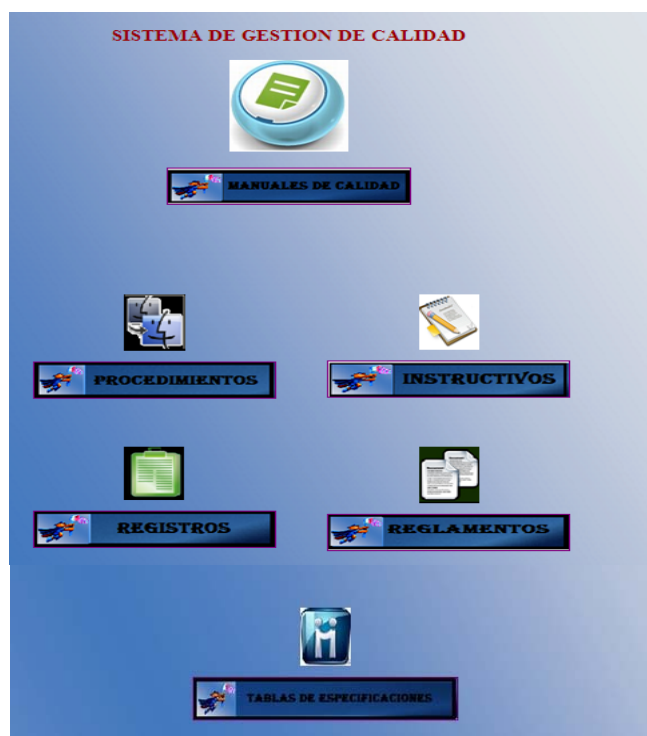 SISTEMA DE GESTION DE CALIDAD
MANUALES DE CALIDAD
PROCEDIMIENTOS
INSTRUCTIVOS
REGISTROS
REGLAMENTOS
TABLAS DE ESPECIFICACIONES